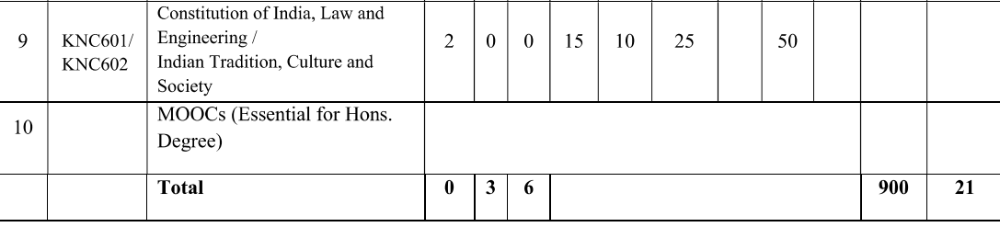 9 KNC601/ KNC602 Constitution of India, Law and Engineering / Indian Tradition, Culture and Society 2 0 0 15 10 25 50
10 MOOCs (Essential for Hons. Degree)
Total 0 3 6 900 21